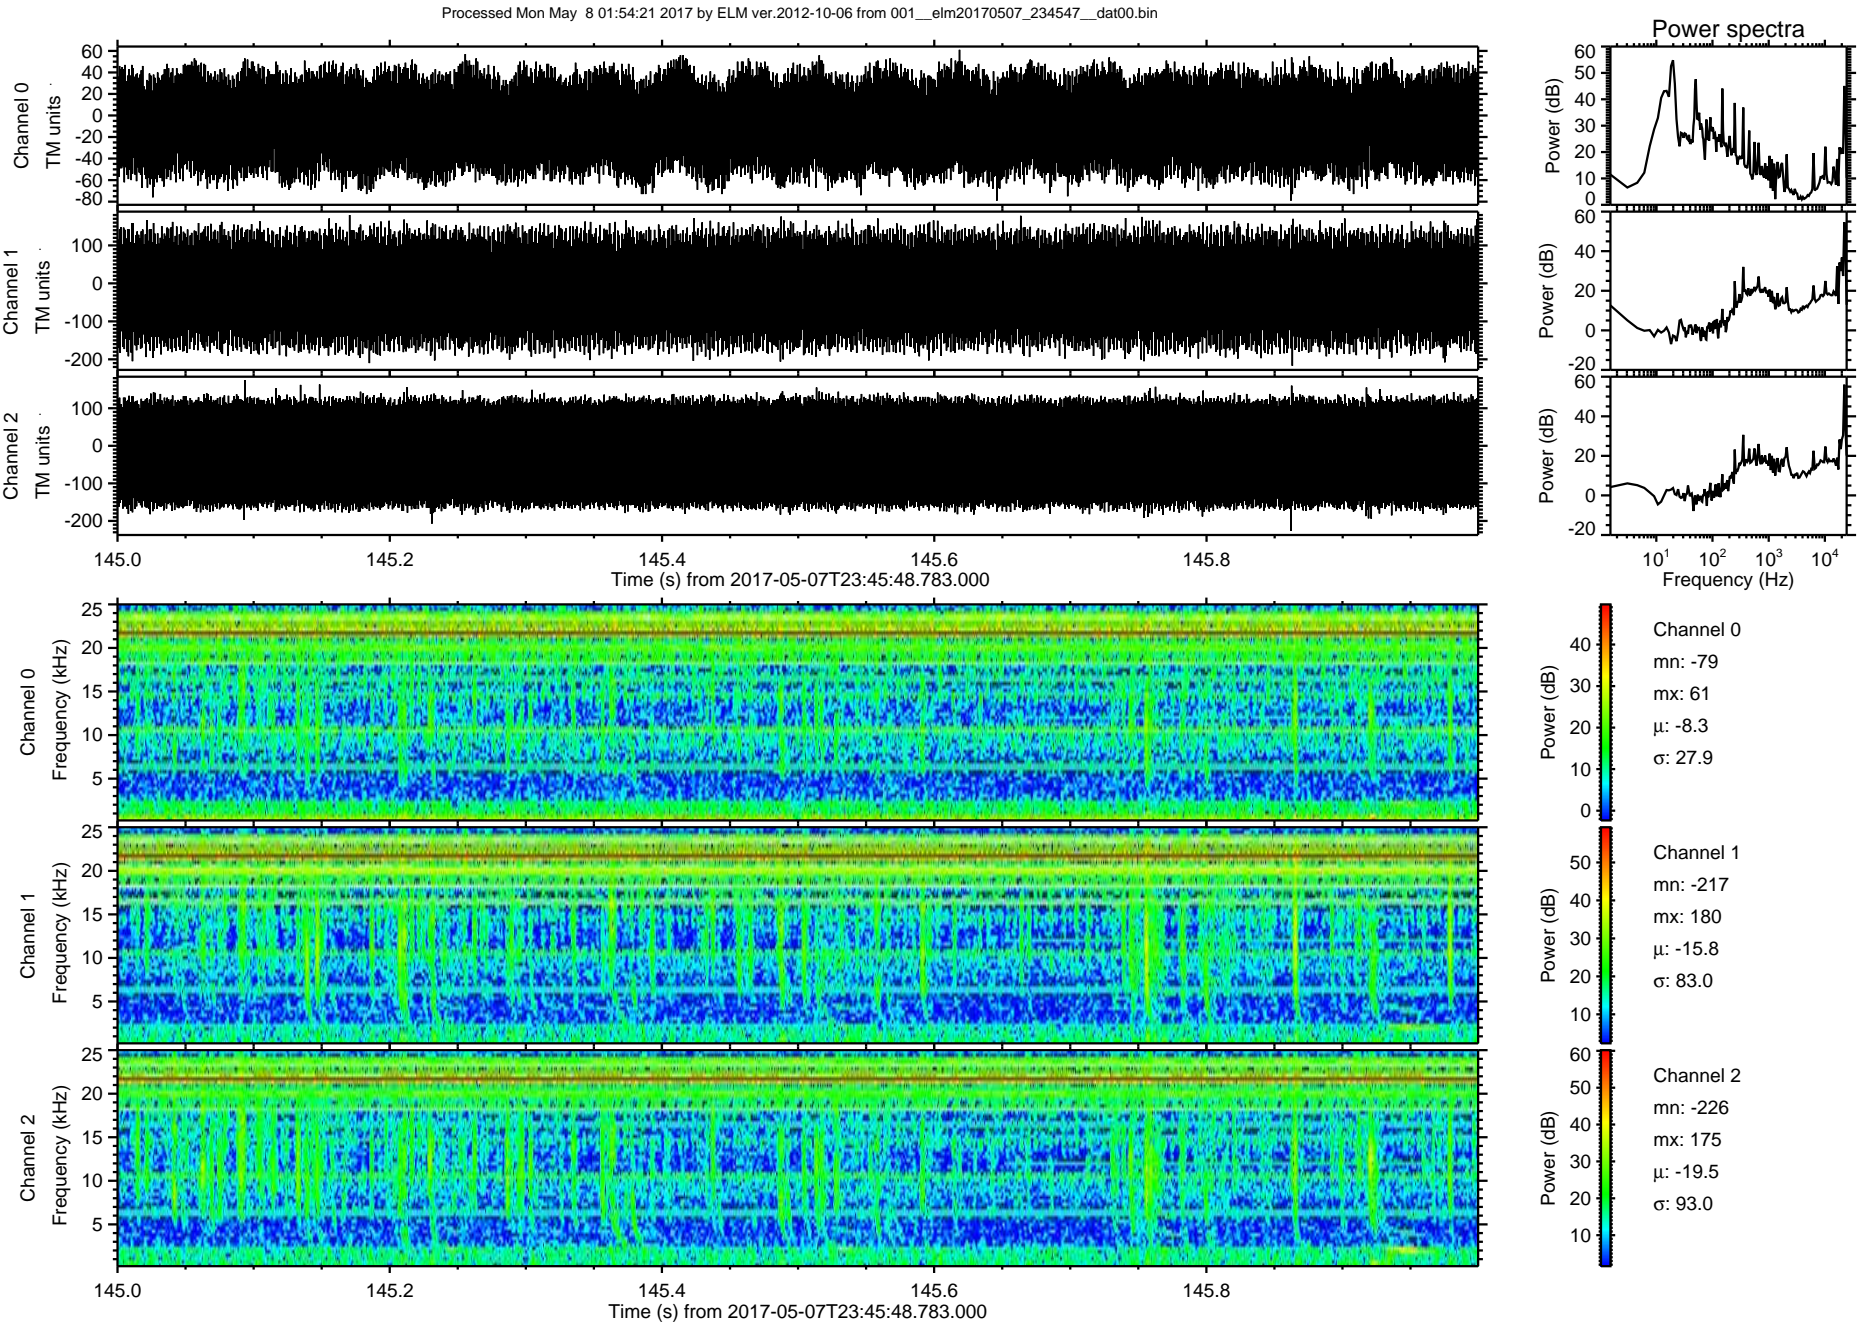 Processed Mon May  8 01:54:21 2017 by ELM ver.2012-10-06 from 001__elm20170507_234547__dat00.bin
Power spectra
Channel 0
TM units
60
40
20
0
-20
-40
-60
-80
Power (dB)
60
50
40
30
20
10
0
Channel 1
TM units
100
0
-100
-200
Power (dB)
60
40
20
0
-20
Channel 2
TM units
100
0
-100
-200
Power (dB)
60
40
20
0
-20
145.0 145.2 145.4 145.6 145.8
Time (s) from 2017-05-07T23:45:48.783.000
10¹ 10² 10³ 10⁴
Frequency (Hz)
Channel 0
Frequency (kHz)
25
20
15
10
5
Power (dB)
40
30
20
10
0
Channel 0
mn: -79
mx: 61
μ: -8.3
σ: 27.9
Channel 1
Frequency (kHz)
25
20
15
10
5
Power (dB)
50
40
30
20
10
Channel 1
mn: -217
mx: 180
μ: -15.8
σ: 83.0
Channel 2
Frequency (kHz)
25
20
15
10
5
Power (dB)
60
50
40
30
20
10
Channel 2
mn: -226
mx: 175
μ: -19.5
σ: 93.0
145.0 145.2 145.4 145.6 145.8
Time (s) from 2017-05-07T23:45:48.783.000